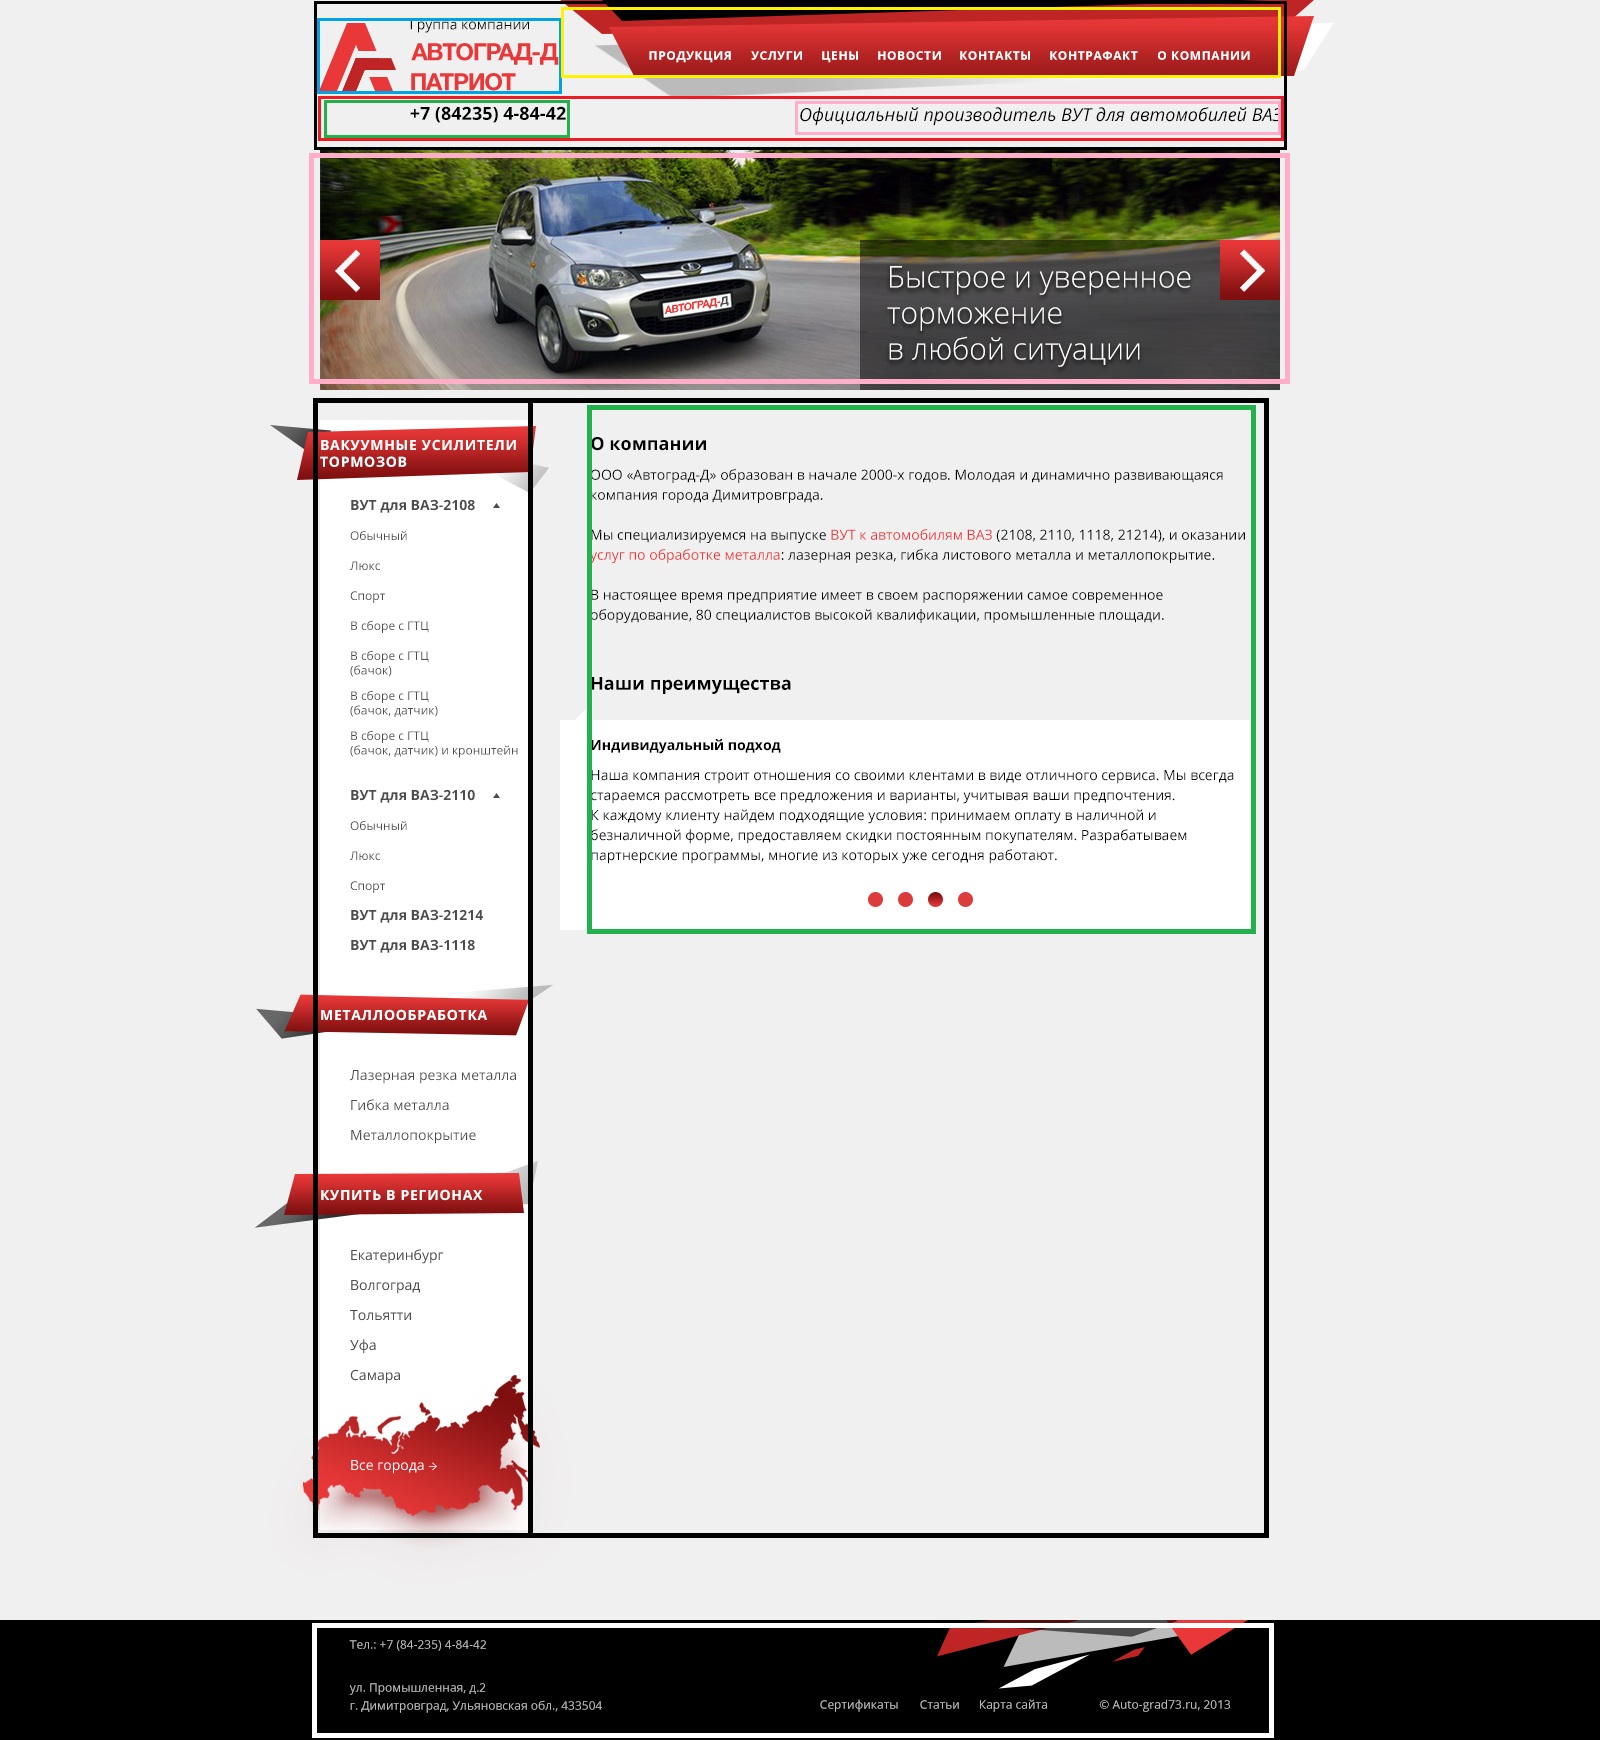 Группа компаний
АВТОГРАД-Д
ПАТРИОТ
ПРОДУКЦИЯ УСЛУГИ ЦЕНЫ НОВОСТИ КОНТАКТЫ КОНТРАФАКТ О КОМПАНИИ
+7 (84235) 4-84-42
Официальный производитель ВУТ для автомобилей ВАЗ
АВТОГРАД-Д
Быстрое и уверенное
торможение
в любой ситуации
ВАКУУМНЫЕ УСИЛИТЕЛИ
ТОРМОЗОВ
ВУТ для ВАЗ-2108
Обычный
Люкс
Спорт
В сборе с ГТЦ
В сборе с ГТЦ
(бачок)
В сборе с ГТЦ
(бачок, датчик)
В сборе с ГТЦ
(бачок, датчик) и кронштейн
ВУТ для ВАЗ-2110
Обычный
Люкс
Спорт
ВУТ для ВАЗ-21214
ВУТ для ВАЗ-1118
МЕТАЛЛООБРАБОТКА
Лазерная резка металла
Гибка металла
Металлопокрытие
КУПИТЬ В РЕГИОНАХ
Екатеринбург
Волгоград
Тольятти
Уфа
Самара
Все города →
О компании
ООО «Автоград-Д» образован в начале 2000-х годов. Молодая и динамично развивающаяся
компания города Димитровграда.
Мы специализируемся на выпуске ВУТ к автомобилям ВАЗ (2108, 2110, 1118, 21214), и оказании
услуг по обработке металла: лазерная резка, гибка листового металла и металлопокрытие.
В настоящее время предприятие имеет в своем распоряжении самое современное
оборудование, 80 специалистов высокой квалификации, промышленные площади.
Наши преимущества
Индивидуальный подход
Наша компания строит отношения со своими клентами в виде отличного сервиса. Мы всегда
стараемся рассмотреть все предложения и варианты, учитывая ваши предпочтения.
К каждому клиенту найдем подходящие условия: принимаем оплату в наличной и
безналичной форме, предоставляем скидки постоянным покупателям. Разрабатываем
партнерские программы, многие из которых уже сегодня работают.
Тел.: +7 (84-235) 4-84-42
ул. Промышленная, д.2
г. Димитровград, Ульяновская обл., 433504
Сертификаты Статьи Карта сайта © Auto-grad73.ru, 2013